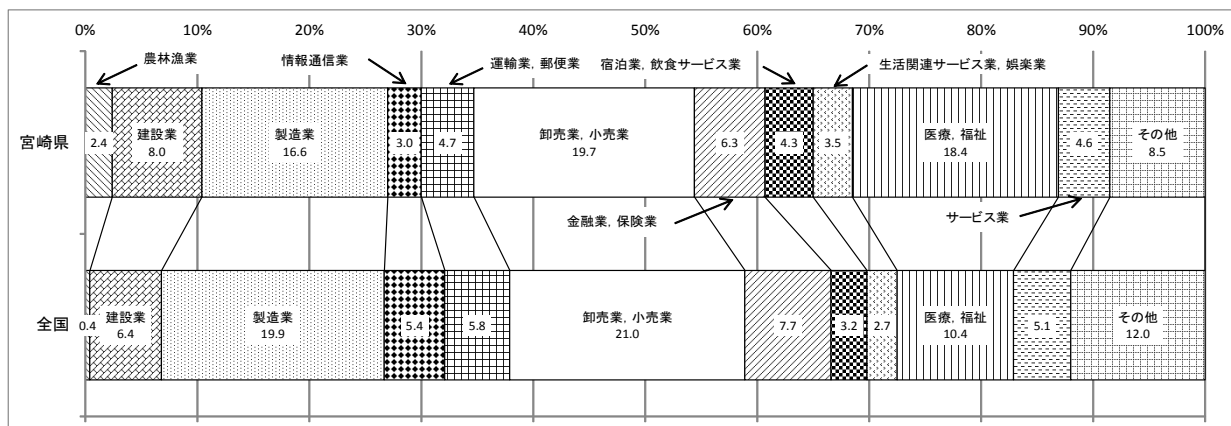 0% 10% 20% 30% 40% 50% 60% 70% 80% 90% 100%
農林漁業 情報通信業 運輸業，郵便業 宿泊業，飲食サービス業 生活関連サービス業，娯楽業
宮崎県
2.4
建設業
8.0
製造業
16.6
3.0
4.7
卸売業，小売業
19.7
6.3
4.3
3.5
医療，福祉
18.4
4.6
その他
8.5
金融業，保険業
サービス業
全国
0.4
建設業
6.4
製造業
19.9
5.4
5.8
卸売業，小売業
21.0
7.7
3.2
2.7
医療，福祉
10.4
5.1
その他
12.0